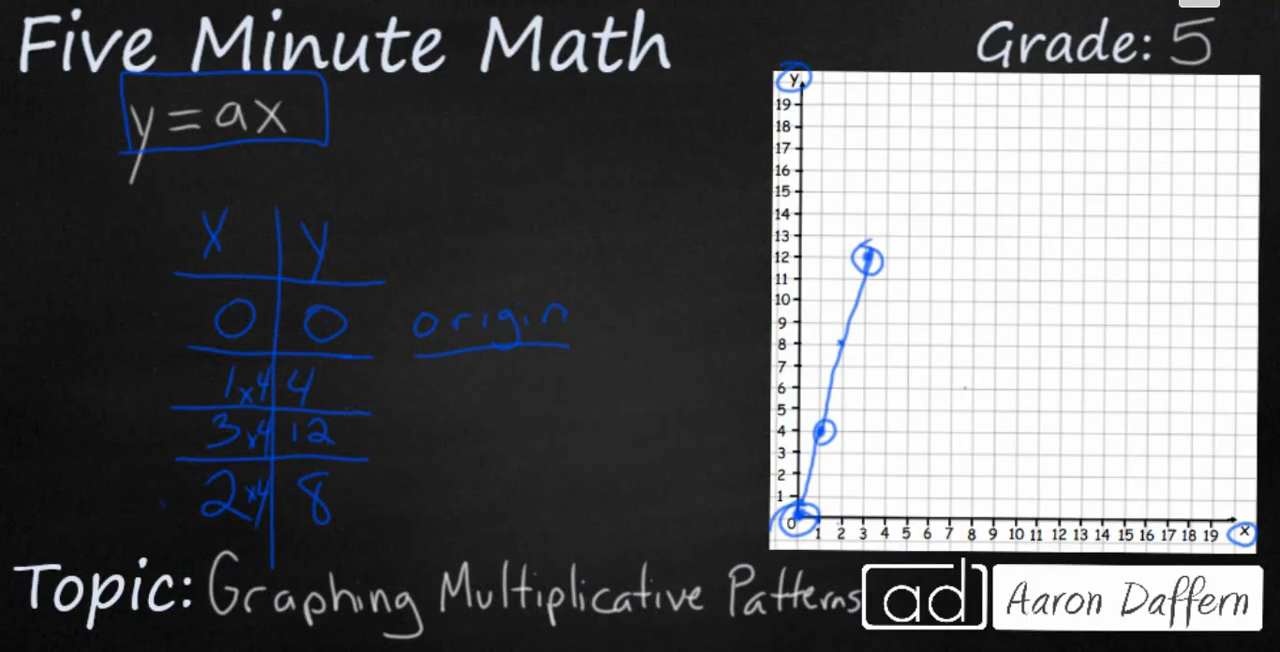 Five Minute Math
Grade: 5
y = ax
x y
0 0 origin
1x4 4
3x4 12
2x4 8
y
19
18
17
16
15
14
13
12
11
10
9
8
7
6
5
4
3
2
1
0 1 2 3 4 5 6 7 8 9 10 11 12 13 14 15 16 17 18 19 x
Topic: Graphing Multiplicative Patterns
ad Aaron Daffern